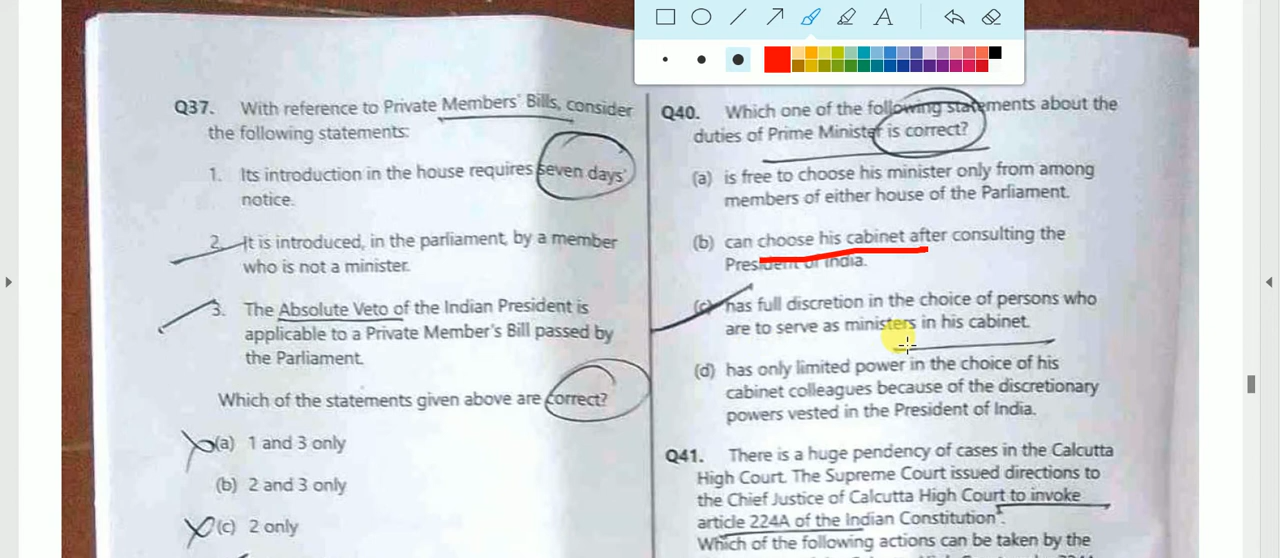 Q37. With reference to Private Members' Bills, consider
the following statements:
1. Its introduction in the house requires seven days'
notice.
2. It is introduced, in the parliament, by a member
who is not a minister.
3. The Absolute Veto of the Indian President is
applicable to a Private Member's Bill passed by
the Parliament.
Which of the statements given above are correct?
(a) 1 and 3 only
(b) 2 and 3 only
(c) 2 only
Q40. Which one of the following statements about the
duties of Prime Minister is correct?
(a) is free to choose his minister only from among
members of either house of the Parliament.
(b) can choose his cabinet after consulting the
President of India.
(c) has full discretion in the choice of persons who
are to serve as ministers in his cabinet.
(d) has only limited power in the choice of his
cabinet colleagues because of the discretionary
powers vested in the President of India.
Q41. There is a huge pendency of cases in the Calcutta
High Court. The Supreme Court issued directions to
the Chief Justice of Calcutta High Court to invoke
article 224A of the Indian Constitution.
Which of the following actions can be taken by the